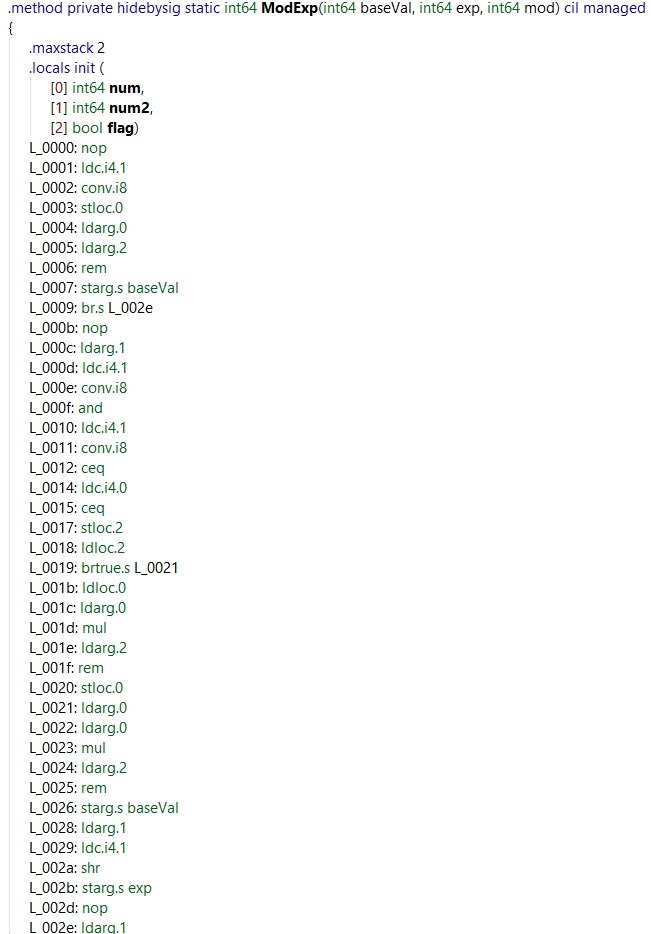 .method private hidebysig static int64 ModExp(int64 baseVal, int64 exp, int64 mod) cil managed
{
.maxstack 2
.locals init (
[0] int64 num,
[1] int64 num2,
[2] bool flag)
L_0000: nop
L_0001: ldc.i4.1
L_0002: conv.i8
L_0003: stloc.0
L_0004: ldarg.0
L_0005: ldarg.2
L_0006: rem
L_0007: starg.s baseVal
L_0009: br.s L_002e
L_000b: nop
L_000c: ldarg.1
L_000d: ldc.i4.1
L_000e: conv.i8
L_000f: and
L_0010: ldc.i4.1
L_0011: conv.i8
L_0012: ceq
L_0014: ldc.i4.0
L_0015: ceq
L_0017: stloc.2
L_0018: ldloc.2
L_0019: brtrue.s L_0021
L_001b: ldloc.0
L_001c: ldarg.0
L_001d: mul
L_001e: ldarg.2
L_001f: rem
L_0020: stloc.0
L_0021: ldarg.0
L_0022: ldarg.0
L_0023: mul
L_0024: ldarg.2
L_0025: rem
L_0026: starg.s baseVal
L_0028: ldarg.1
L_0029: ldc.i4.1
L_002a: shr
L_002b: starg.s exp
L_002d: nop
L_002e: ldarg.1